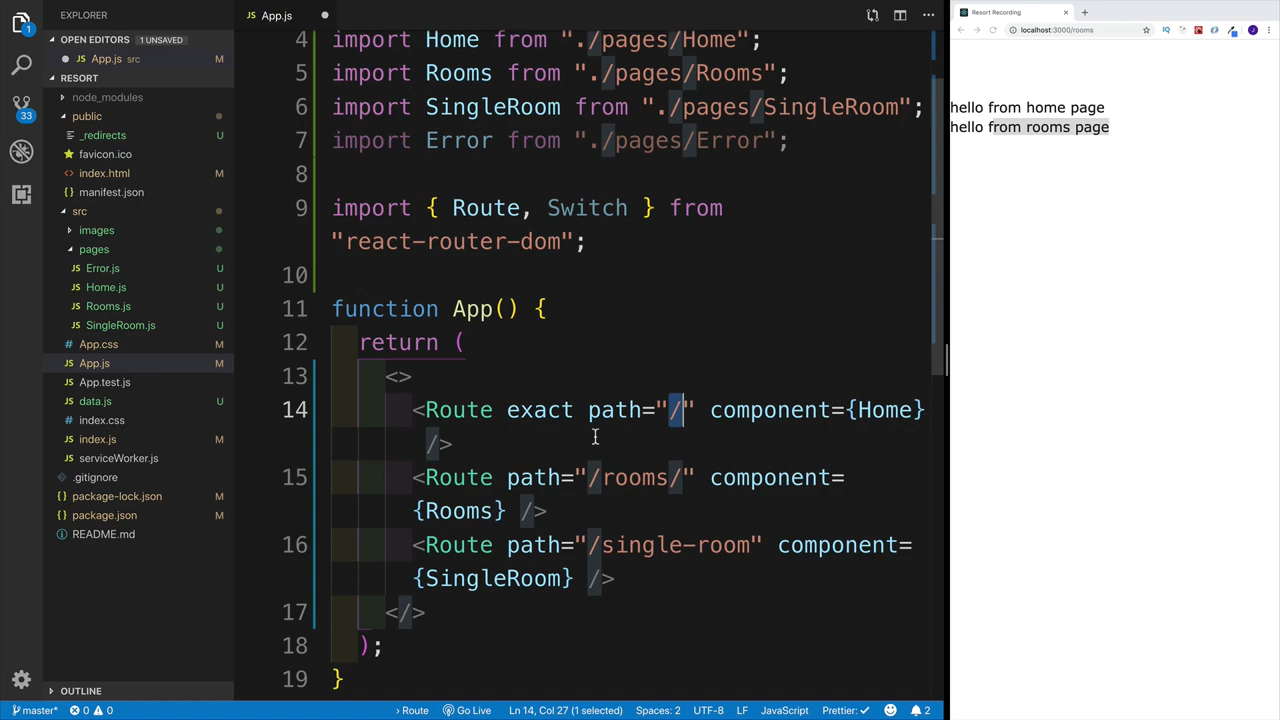 EXPLORER
OPEN EDITORS 1 UNSAVED
App.js src M
RESORT
node_modules
public
_redirects U
favicon.ico
index.html M
manifest.json
src
images
pages
Error.js U
Home.js U
Rooms.js U
SingleRoom.js U
App.css M
App.js M
App.test.js
data.js U
index.css
index.js M
serviceWorker.js
.gitignore
package-lock.json M
package.json M
README.md
OUTLINE
1
33
App.js
4 import Home from "./pages/Home";
5 import Rooms from "./pages/Rooms";
6 import SingleRoom from "./pages/SingleRoom";
7 import Error from "./pages/Error";
8
9 import { Route, Switch } from
"react-router-dom";
10
11 function App() {
12 return (
13 <>
14 <Route exact path="/" component={Home}
/>
15 <Route path="/rooms/" component=
{Rooms} />
16 <Route path="/single-room" component=
{SingleRoom} />
17 </>
18 );
19 }
master* 0 0 Route Go Live Ln 14, Col 27 (1 selected) Spaces: 2 UTF-8 LF JavaScript Prettier: ✓ 2
Resort Recording
localhost:3000/rooms
IQ
J
hello from home page
hello from rooms page